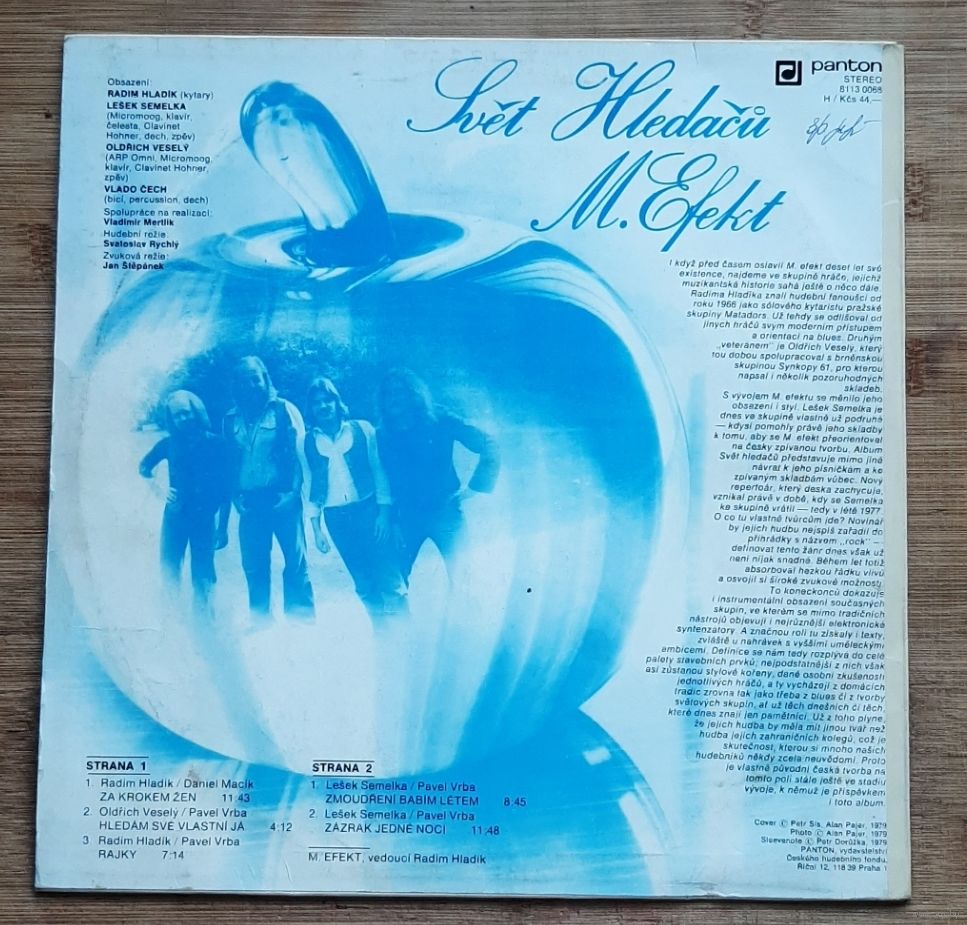 Obsazení:
RADIM HLADÍK (kytary)
LEŠEK SEMELKA
(Micromoog, klavír,
čelesta, Clavinet
Hohner, dech, zpěv)
OLDŘICH VESELÝ
(ARP Omni, Micromoog,
klavír, Clavinet Hohner,
zpěv)
VLADO ČECH
(bicí, percussion, dech)
Spolupráce na realizaci:
Vladimír Mertlík
Hudební režie:
Svatoslav Rychlý
Zvuková režie:
Jan Štěpánek
Svět Hledačů
M. Efekt
panton
STEREO
8113 0068
H / Kčs 44,—
I když před časem oslavil M. efekt deset let své
existence, najdeme ve skupině hráče, jejichž
muzikantská historie sahá ještě o něco dále.
Radima Hladíka znali hudební fanoušci od
roku 1966 jako sólového kytaristu pražské
skupiny Matadors. Už tehdy se odlišoval od
jiných hráčů svým moderním přístupem
a orientací na blues. Druhým
„veteránem" je Oldřich Veselý, který
tou dobou spolupracoval s brněnskou
skupinou Synkopy 61, pro kterou
napsal i několik pozoruhodných
skladeb.
S vývojem M. efektu se měnilo jeho
obsazení i styl. Lešek Semelka je
dnes ve skupině vlastně už podruhé
— kdysi pomohly právě jeho skladby
k tomu, aby se M. efekt přeorientoval
na česky zpívanou tvorbu. Album
Svět hledačů představuje mimo jiné
návrat k jeho písničkám a ke
zpívaným skladbám vůbec. Nový
repertoár, který deska zachycuje,
vznikal právě v době, kdy se Semelka
ke skupině vrátil — tedy v létě 1977.
O co tu vlastně tvůrcům jde? Novinář
by jejich hudbu nejspíš zařadil do
přihrádky s názvem „rock" —
definovat tento žánr dnes však už
není nijak snadné. Během let totiž
absorboval hezkou řádku vlivů
a osvojil si široké zvukové možnosti.
To koneckonců dokazuje
i instrumentální obsazení současných
skupin, ve kterém se mimo tradičních
nástrojů objevují i nejrůznější elektronické
syntenzátory. A značnou roli tu získaly i texty,
zvláště u nahrávek s vyššími uměleckými
ambicemi. Definice se nám tedy rozplývá do celé
palety stavebních prvků, nejpodstatnější z nich však
asi zůstanou stylové kořeny, dané osobní zkušeností
jednotlivých hráčů, a ty vycházejí z domácích
tradic zrovna tak jako třeba z blues či z tvorby
světových skupin, ať už těch dnešních či těch,
které dnes znají jen pamětníci. Už z toho plyne,
že jejich hudba by měla mít jinou tvář než
hudba jejich zahraničních kolegů, což je
skutečnost, kterou si mnoho našich
hudebníků někdy zcela neuvědomí. Proto
je vlastně původní česká tvorba na
tomto poli stále ještě ve stadiu
vývoje, k němuž je příspěvkem
i toto album.
STRANA 1
1. Radim Hladík / Daniel Macík
ZA KROKEM ŽEN 11:43
2. Oldřich Veselý / Pavel Vrba
HLEDÁM SVÉ VLASTNÍ JÁ 4:12
3 Radim Hladík / Pavel Vrba
RAJKY 7:14
STRANA 2
1. Lešek Semelka / Pavel Vrba
ZMOUDŘENÍ BABÍM LÉTEM 8:45
2. Lešek Semelka / Pavel Vrba
ZÁZRAK JEDNÉ NOCI 11:48
M. EFEKT, vedoucí Radim Hladík
Cover © Petr Sís, Alan Pajer, 1979
Photo © Alan Pajer, 1979
Sleevenote © Petr Dorůžka, 1979
PANTON, vydavatelství
Českého hudebního fondu,
Říční 12, 118 39 Praha 1